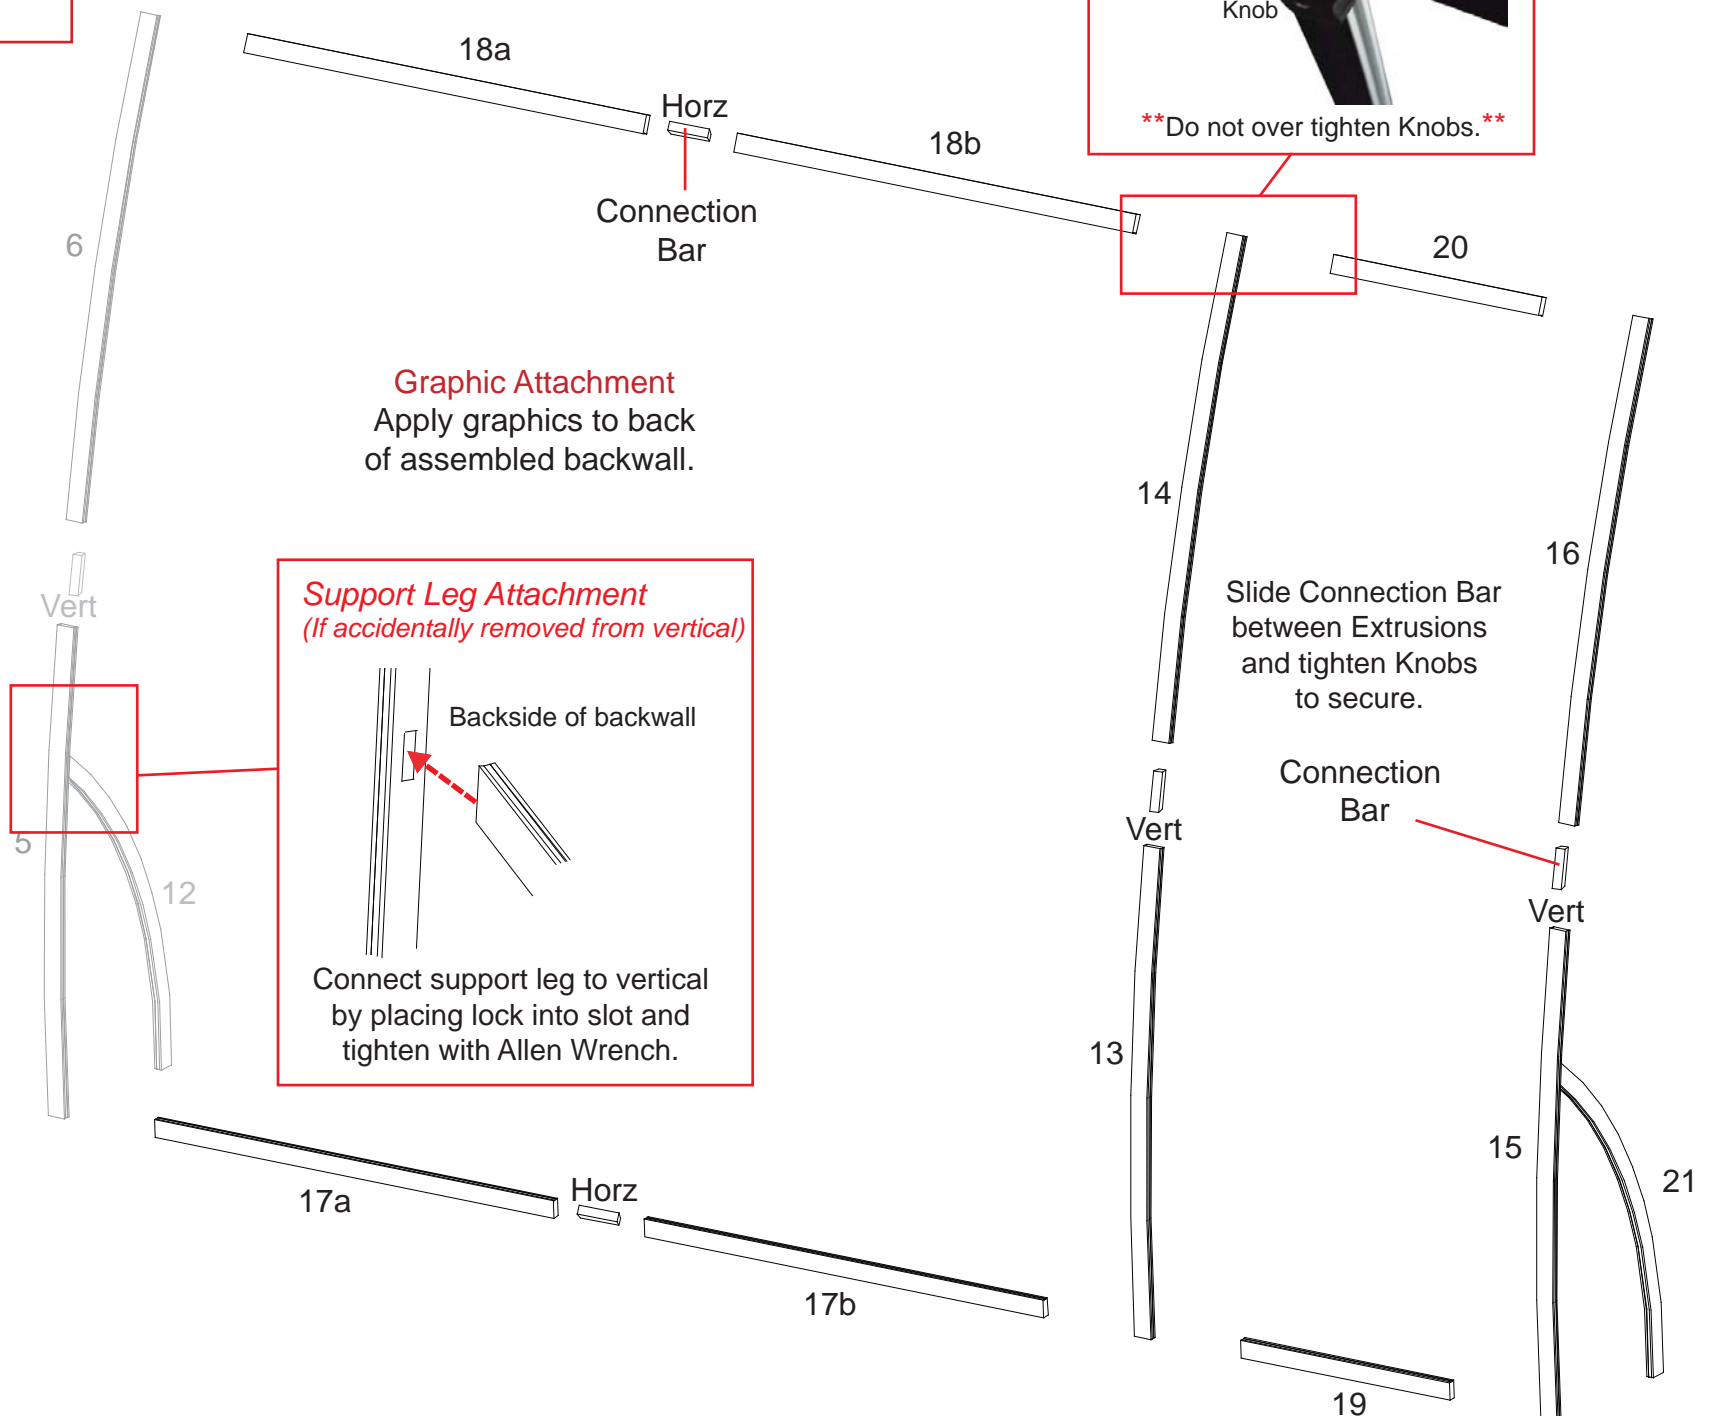 Knob
**Do not over tighten Knobs.**
18a
Horz
18b
Connection
Bar
6
20
Graphic Attachment
Apply graphics to back
of assembled backwall.
14
16
Vert
Support Leg Attachment
(If accidentally removed from vertical)
Backside of backwall
Connect support leg to vertical
by placing lock into slot and
tighten with Allen Wrench.
Slide Connection Bar
between Extrusions
and tighten Knobs
to secure.
Connection
Bar
Vert
Vert
5
12
13
15
21
17a
Horz
17b
19